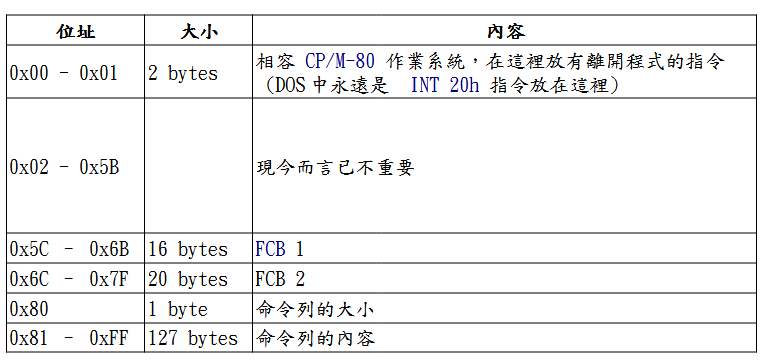 位址 大小 內容
0x00 - 0x01 2 bytes 相容 CP/M-80 作業系統，在這裡放有離開程式的指令
(DOS中永遠是 INT 20h 指令放在這裡)
0x02 - 0x5B 現今而言已不重要
0x5C - 0x6B 16 bytes FCB 1
0x6C - 0x7F 20 bytes FCB 2
0x80 1 byte 命令列的大小
0x81 - 0xFF 127 bytes 命令列的內容